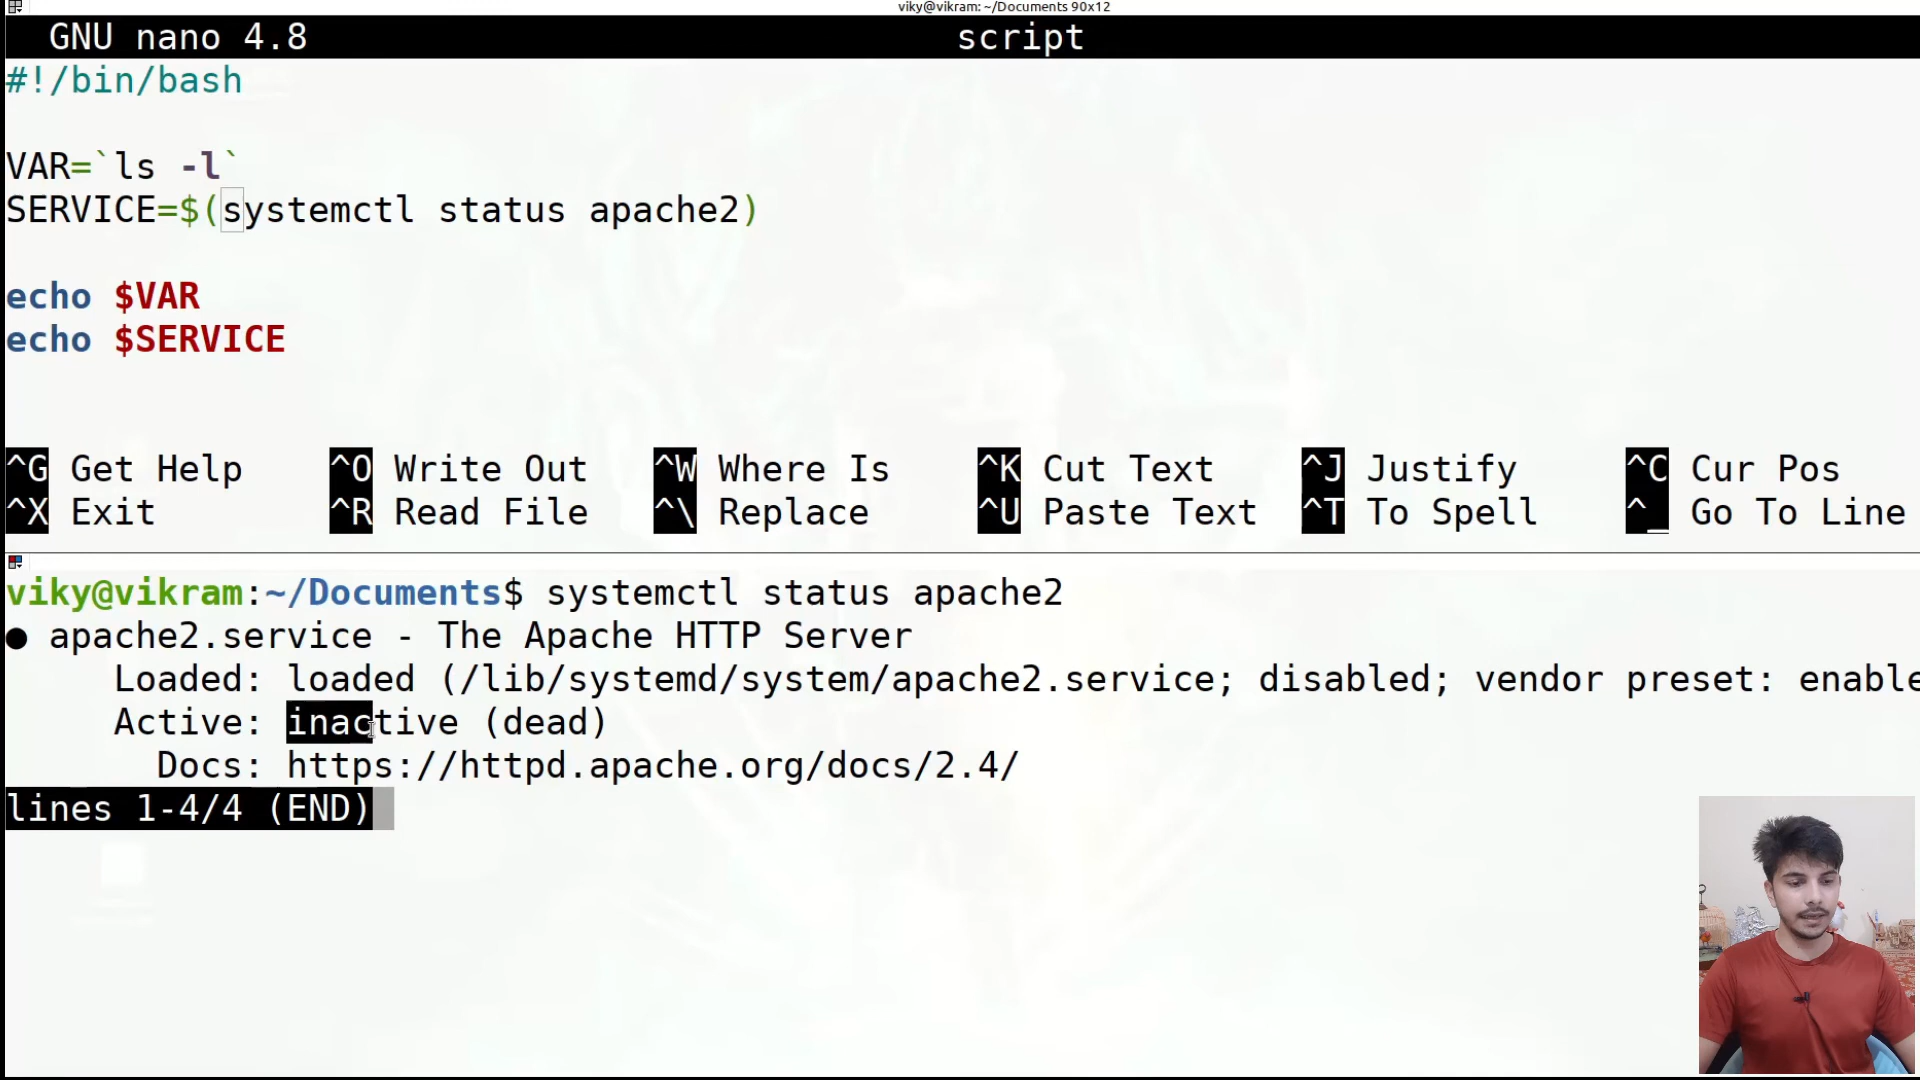 viky@vikram: ~/Documents 90x12
GNU nano 4.8 script
#!/bin/bash
VAR=`ls -l`
SERVICE=$(systemctl status apache2)
echo $VAR
echo $SERVICE
^G Get Help ^O Write Out ^W Where Is ^K Cut Text ^J Justify ^C Cur Pos
^X Exit ^R Read File ^\ Replace ^U Paste Text ^T To Spell ^_ Go To Line
viky@vikram:~/Documents$ systemctl status apache2
● apache2.service - The Apache HTTP Server
Loaded: loaded (/lib/systemd/system/apache2.service; disabled; vendor preset: enable
Active: inactive (dead)
Docs: https://httpd.apache.org/docs/2.4/
lines 1-4/4 (END)